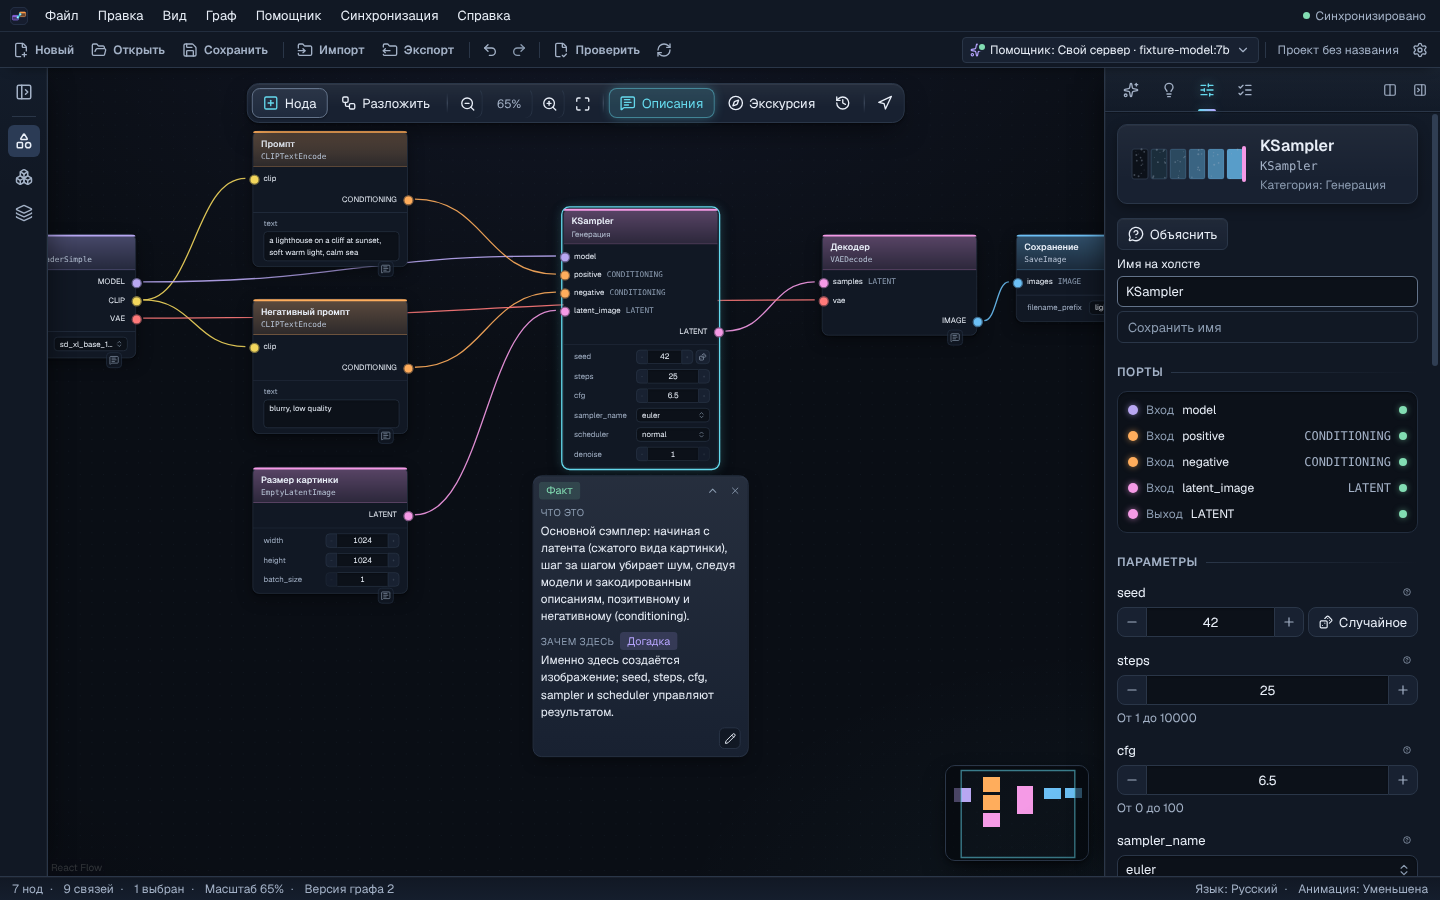 Файл Правка Вид Граф Помощник Синхронизация Справка
Синхронизировано
Новый Открыть Сохранить Импорт Экспорт Проверить
Помощник: Свой сервер · fixture-model:7b
Проект без названия
Нода Разложить 65% Описания Экскурсия
derSimple
MODEL
CLIP
VAE
sd_xl_base_1...
Промпт
CLIPTextEncode
clip
CONDITIONING
text
a lighthouse on a cliff at sunset,
soft warm light, calm sea
Негативный промпт
CLIPTextEncode
clip
CONDITIONING
text
blurry, low quality
Размер картинки
EmptyLatentImage
LATENT
width 1024
height 1024
batch_size 1
KSampler
Генерация
model
positive CONDITIONING
negative CONDITIONING
latent_image LATENT
LATENT
seed 42
steps 25
cfg 6.5
sampler_name euler
scheduler normal
denoise 1
Факт
ЧТО ЭТО
Основной сэмплер: начиная с
латента (сжатого вида картинки),
шаг за шагом убирает шум, следуя
модели и закодированным
описаниям, позитивному и
негативному (conditioning).
ЗАЧЕМ ЗДЕСЬ Догадка
Именно здесь создаётся
изображение; seed, steps, cfg,
sampler и scheduler управляют
результатом.
Декодер
VAEDecode
samples LATENT
vae
IMAGE
Сохранение
SaveImage
images IMAGE
filename_prefix lig
KSampler
KSampler
Категория: Генерация
Объяснить
Имя на холсте
KSampler
Сохранить имя
ПОРТЫ
Вход model
Вход positive CONDITIONING
Вход negative CONDITIONING
Вход latent_image LATENT
Выход LATENT
ПАРАМЕТРЫ
seed
42 Случайное
steps
25
От 1 до 10000
cfg
6.5
От 0 до 100
sampler_name
euler
React Flow
7 нод · 9 связей · 1 выбран · Масштаб 65% · Версия графа 2
Язык: Русский · Анимация: Уменьшена